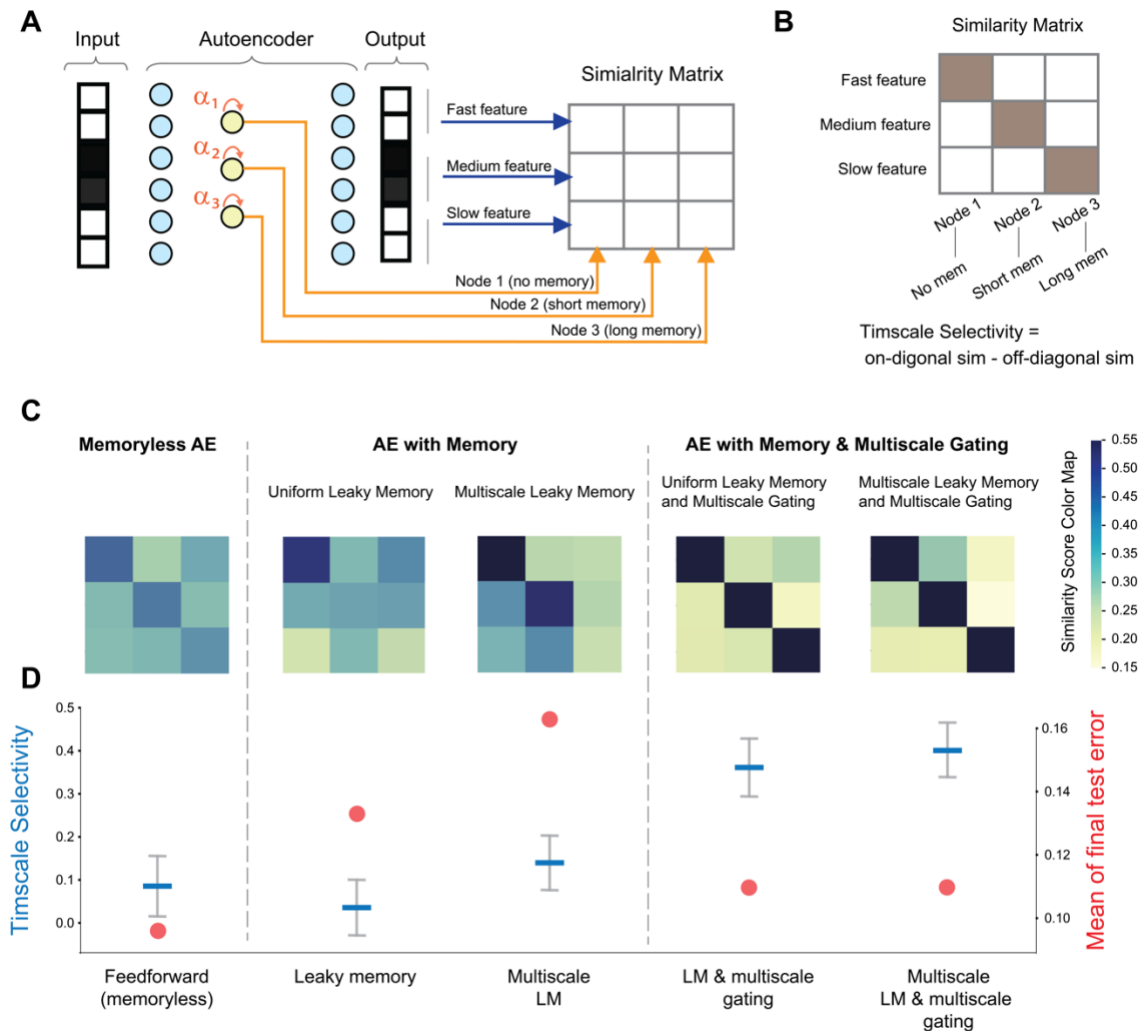 A
Input
Autoencoder
Output
Simialrity Matrix
α1
α2
α3
Fast feature
Medium feature
Slow feature
Node 1 (no memory)
Node 2 (short memory)
Node 3 (long memory)
B
Similarity Matrix
Fast feature
Medium feature
Slow feature
Node 1
Node 2
Node 3
No mem
Short mem
Long mem
Timscale Selectivity =
on-digonal sim - off-diagonal sim
C
Memoryless AE
AE with Memory
AE with Memory & Multiscale Gating
Uniform Leaky Memory
Multiscale Leaky Memory
Uniform Leaky Memory
and Multiscale Gating
Multiscale Leaky Memory
and Multiscale Gating
Similarity Score Color Map
0.55
0.50
0.45
0.40
0.35
0.30
0.25
0.20
0.15
D
Timscale Selectivity
0.5
0.4
0.3
0.2
0.1
0.0
0.16
0.14
0.12
0.10
Mean of final test error
Feedforward
(memoryless)
Leaky memory
Multiscale
LM
LM & multiscale
gating
Multiscale
LM & multiscale
gating